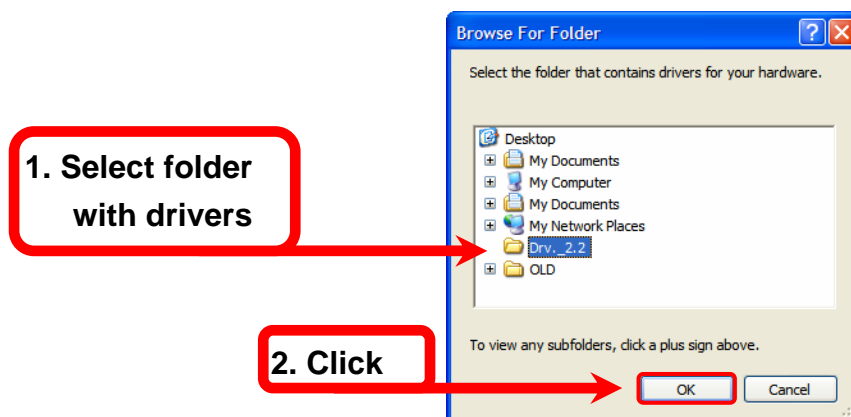 Browse For Folder
Select the folder that contains drivers for your hardware.
Desktop
My Documents
My Computer
My Documents
My Network Places
Drv._2.2
OLD
1. Select folder
with drivers
To view any subfolders, click a plus sign above.
2. Click
OK Cancel